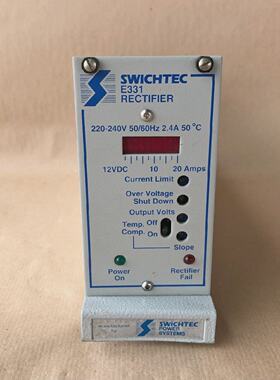 SWICHTEC
E331
RECTIFIER
220-240V 50/60Hz 2.4A 50°C
12VDC 10 20 Amps
Current Limit
Over Voltage
Shut Down
Output Volts
Temp. Off
Comp. On
Slope
Power
On
Rectifier
Fail
SWICHTEC
POWER
SYSTEMS